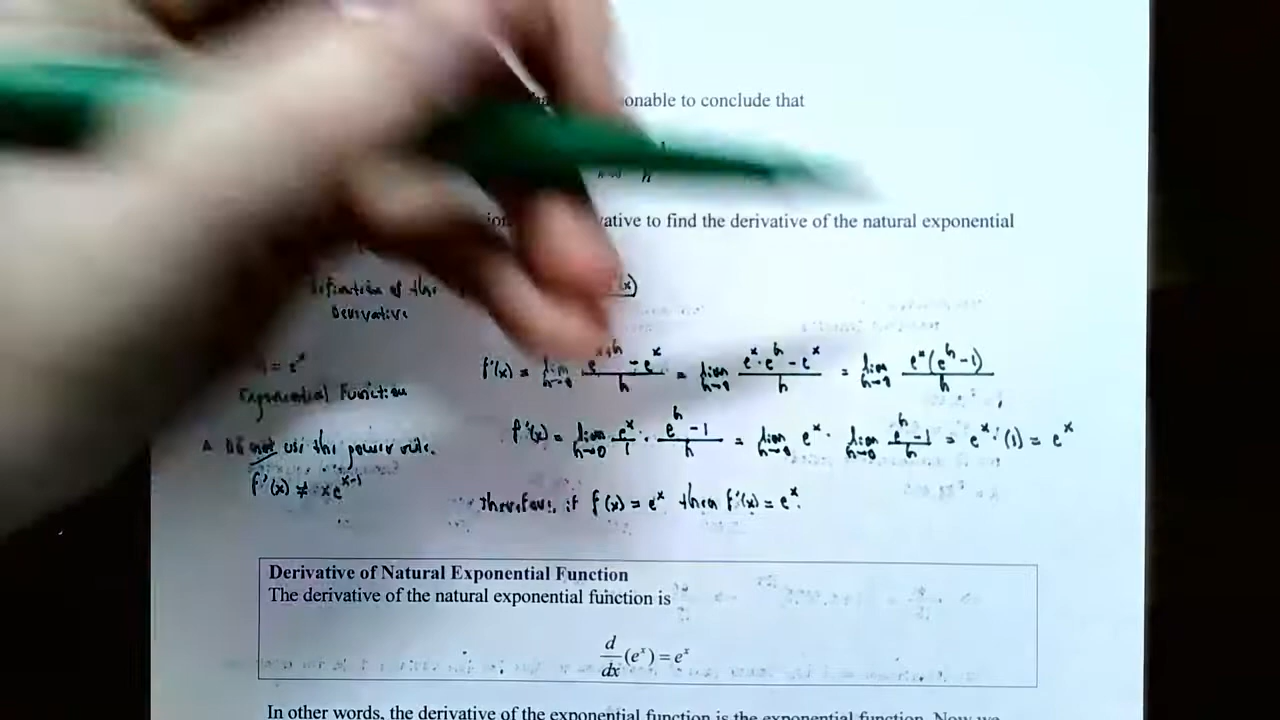 onable to conclude that
h
ative to find the derivative of the natural exponential
Definition of the
Derivative
= e^x
Exponential Function
f'(x) = lim h→0 (e^{x+h} - e^x)/h = lim h→0 (e^x · e^h - e^x)/h = lim h→0 (e^x(e^h - 1))/h
Do not use the power rule.
f'(x) = lim h→0 e^x/1 · (e^h - 1)/h = lim h→0 e^x · lim h→0 (e^h - 1)/h = e^x · (1) = e^x
f'(x) ≠ xe^{x-1}
therefore, if f(x) = e^x then f'(x) = e^x.
Derivative of Natural Exponential Function
The derivative of the natural exponential function is
d/dx (e^x) = e^x
In other words, the derivative of the exponential function is the exponential function. Now we